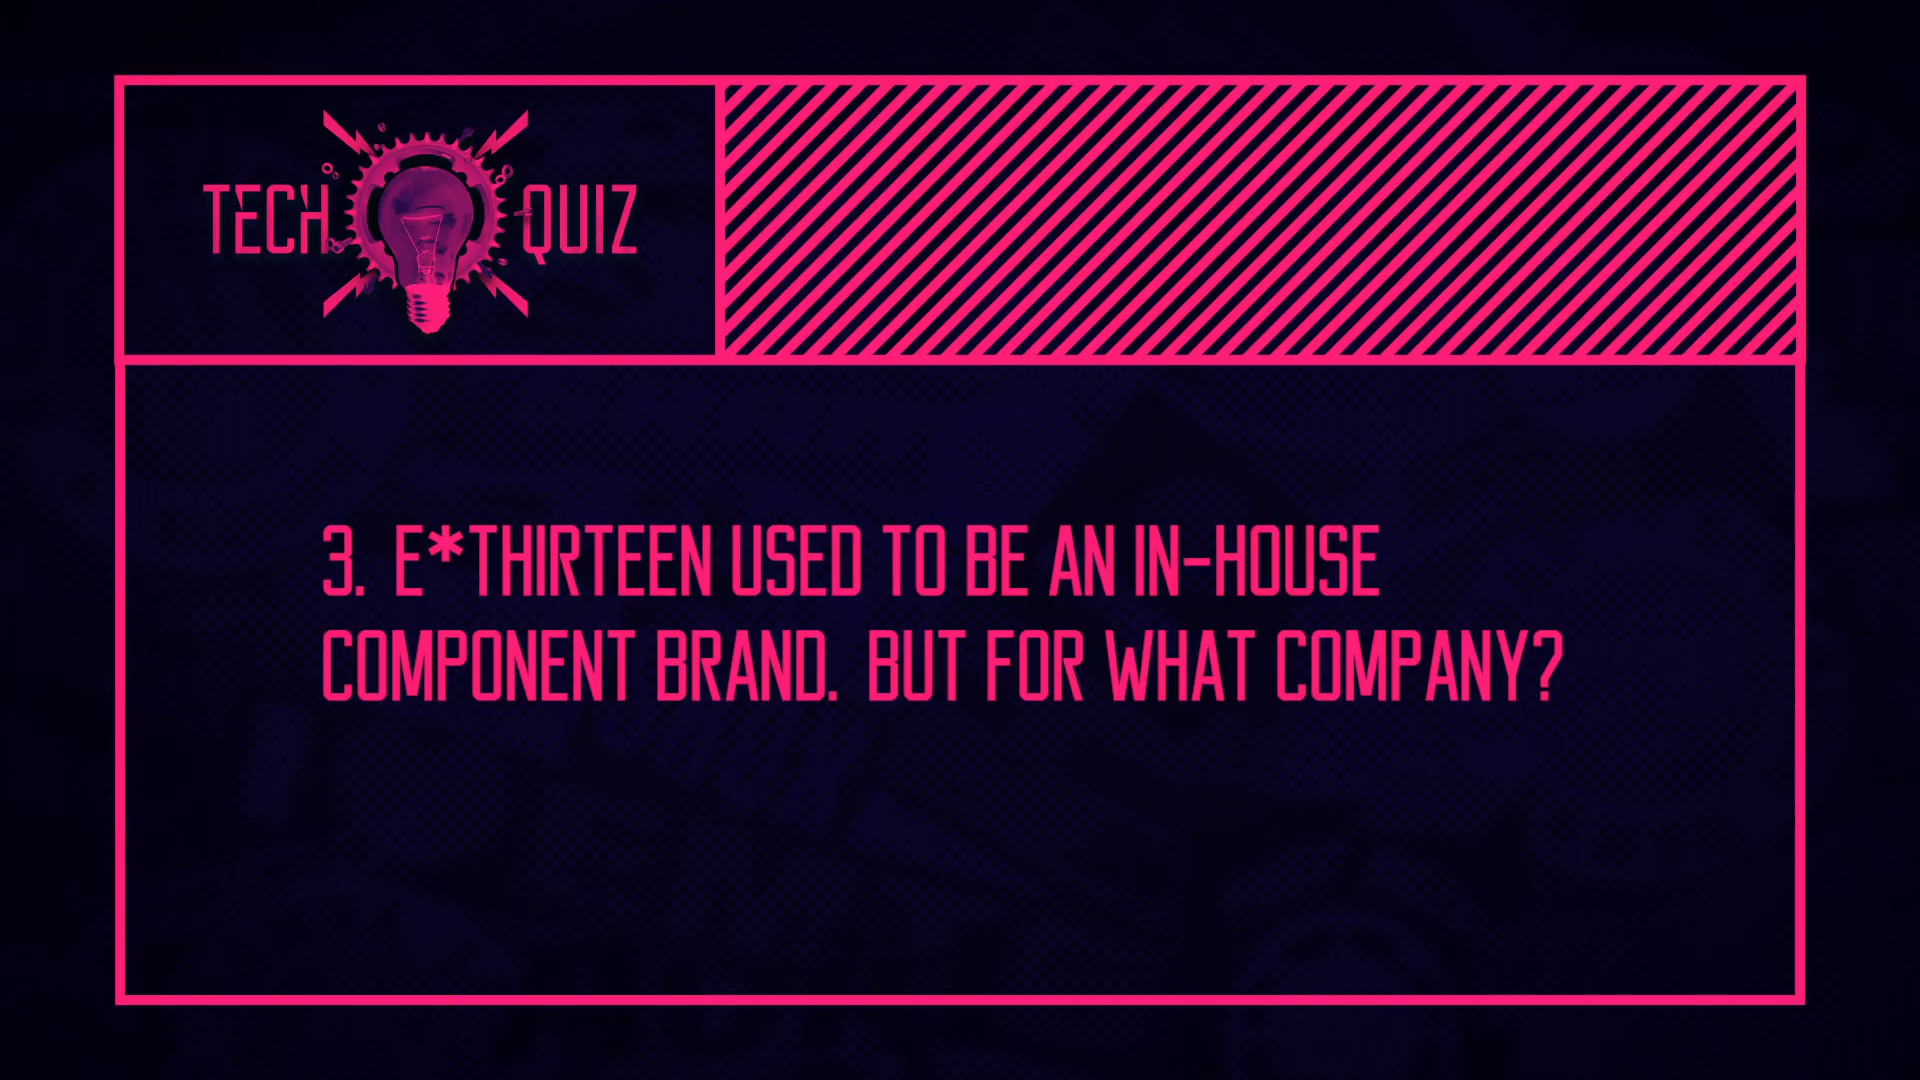 TECH QUIZ
3. E*THIRTEEN USED TO BE AN IN-HOUSE
COMPONENT BRAND. BUT FOR WHAT COMPANY?